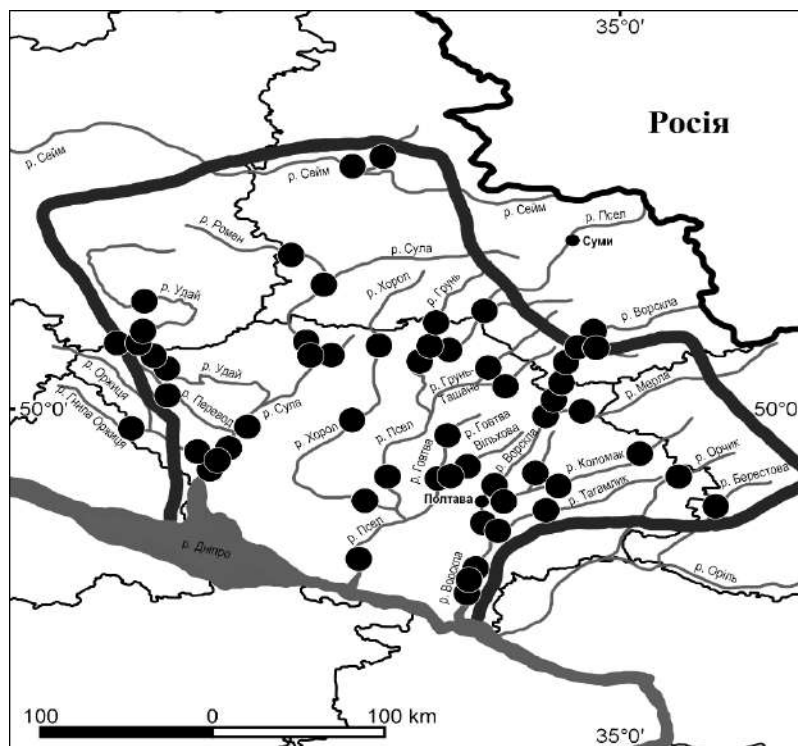 35°0'
Росія
р. Сейм
р. Сейм
р. Сейм
р. Псел
Суми
р. Ромен
р. Сула
р. Хорол
р. Грунь
р. Удай
р. Ворскла
р. Удай
р. Оржиця
р. Гнила Оржиця
р. Перевод
р. Сула
р. Грунь-
Ташань
р. Мерла
50°0'
50°0'
р. Хорол
р. Псел
р. Говтва
р. Говтва
Вільхова
р. Ворскла
р. Коломак
р. Орчик
р. Тагамлик
р. Берестова
Полтава
р. Псел
р. Дніпро
р. Ворскла
р. Оріль
100 0 100 km
35°0'